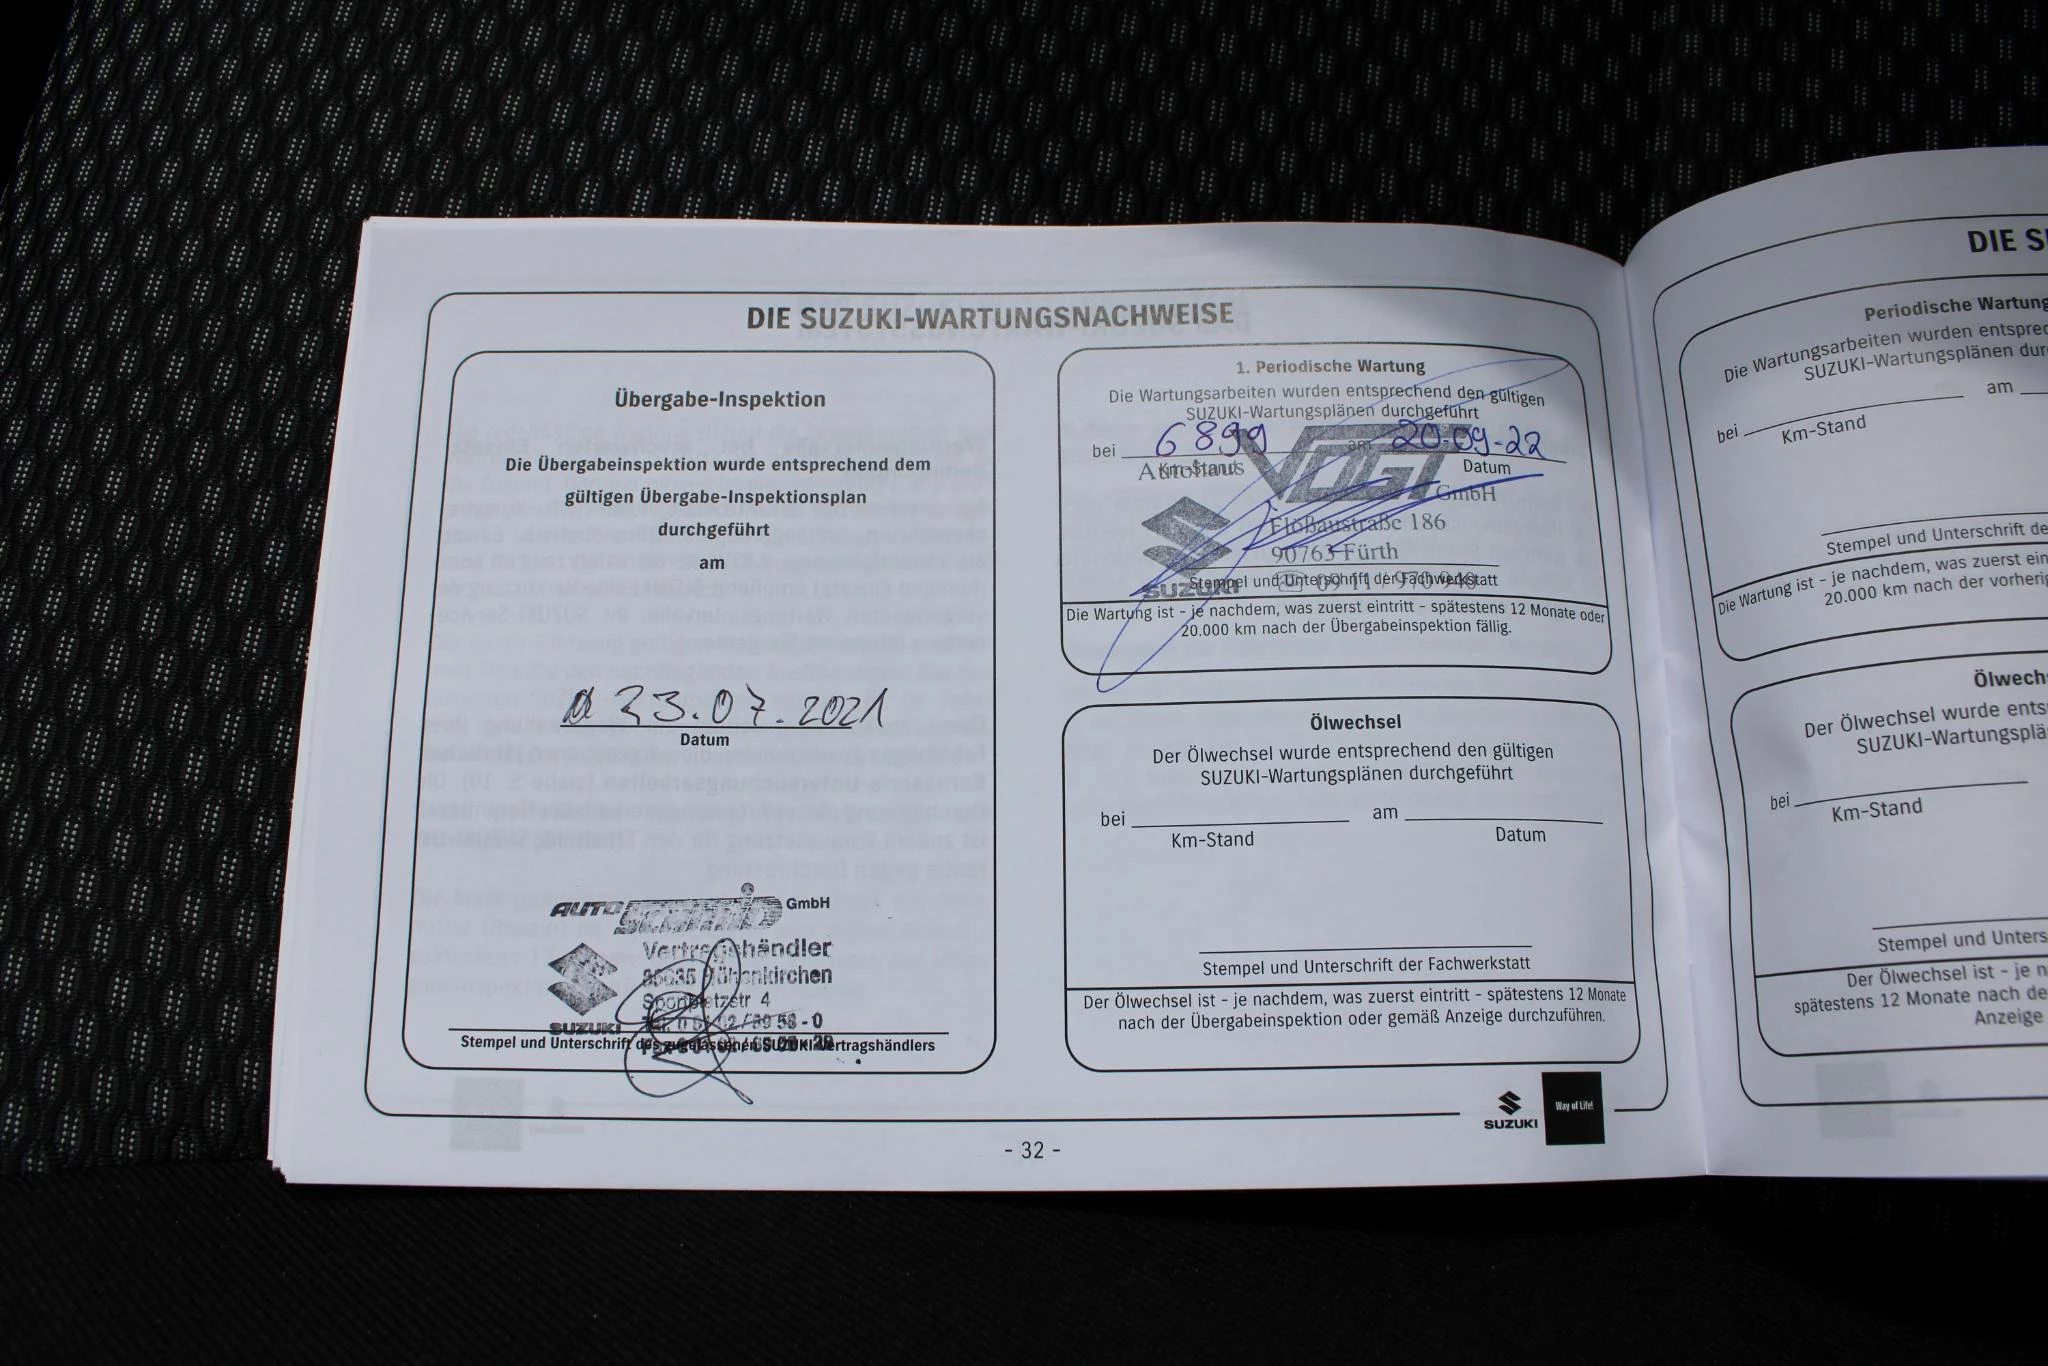 DIE SUZUKI-WARTUNGSNACHWEISE
Übergabe-Inspektion
Die Übergabeinspektion wurde entsprechend dem
gültigen Übergabe-Inspektionsplan
durchgeführt
am
23.07.2021
Datum
AUTO GmbH
Vertragshändler
Höhenkirchen
Sportplatzstr 4
SUZUKI
Stempel und Unterschrift des zugelassenen SUZUKI-Vertragshändlers
1. Periodische Wartung
Die Wartungsarbeiten wurden entsprechend den gültigen
SUZUKI-Wartungsplänen durchgeführt
bei 6899 am 20.09.22
Km-Stand Datum
Autohaus VOGT GmbH
Floßaustraße 186
90763 Fürth
09 11 / 970 940
SUZUKI
Stempel und Unterschrift der Fachwerkstatt
Die Wartung ist - je nachdem, was zuerst eintritt - spätestens 12 Monate oder
20.000 km nach der Übergabeinspektion fällig.
Ölwechsel
Der Ölwechsel wurde entsprechend den gültigen
SUZUKI-Wartungsplänen durchgeführt
bei am
Km-Stand Datum
Stempel und Unterschrift der Fachwerkstatt
Der Ölwechsel ist - je nachdem, was zuerst eintritt - spätestens 12 Monate
nach der Übergabeinspektion oder gemäß Anzeige durchzuführen.
SUZUKI
Way of Life!
- 32 -
DIE S
Periodische Wartung
Die Wartungsarbeiten wurden entsprec
SUZUKI-Wartungsplänen dur
bei am
Km-Stand
Stempel und Unterschrift de
Die Wartung ist - je nachdem, was zuerst ein
20.000 km nach der vorheri
Ölwechs
Der Ölwechsel wurde ents
SUZUKI-Wartungsplä
bei
Km-Stand
Stempel und Unters
Der Ölwechsel ist - je n
spätestens 12 Monate nach de
Anzeige